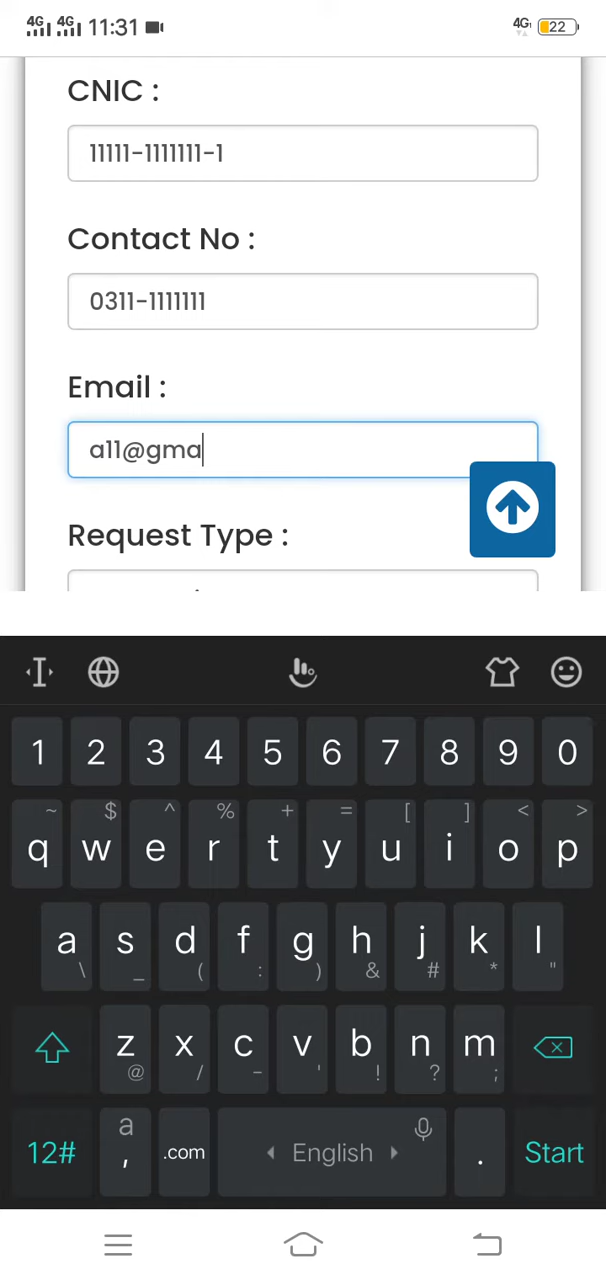 4G 4G 11:31 4G 22
CNIC :
11111-1111111-1
Contact No :
0311-1111111
Email :
a11@gma
Request Type :
1 2 3 4 5 6 7 8 9 0
~ $ ^ % + = [ ] < >
q w e r t y u i o p
a s d f g h j k l
\ _ ( : ) & # * "
z x c v b n m
@ / - ' ! ? ;
12# a , .com English . Start